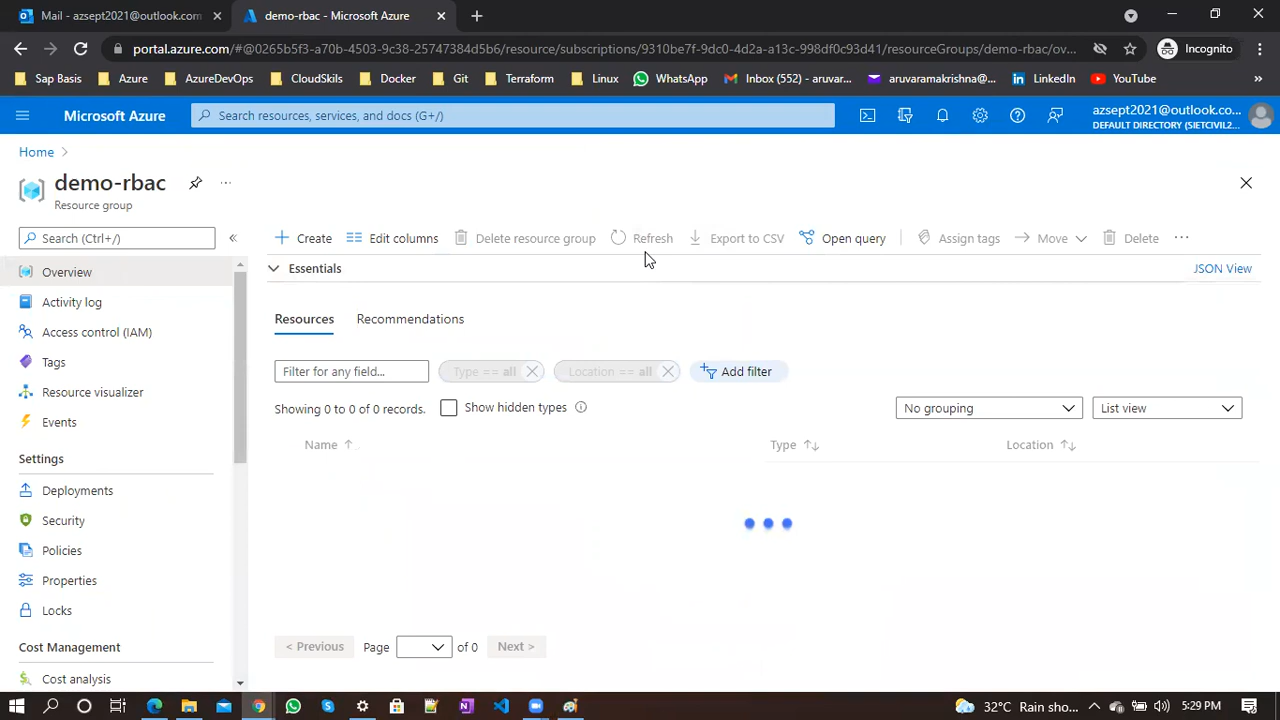 Mail - azsept2021@outlook.com
demo-rbac - Microsoft Azure
portal.azure.com/#@0265b5f3-a70b-4503-9c38-25747384d5b6/resource/subscriptions/9310be7f-9dc0-4d2a-a13c-998df0c93d41/resourceGroups/demo-rbac/ov...
Incognito
Sap Basis
Azure
AzureDevOps
CloudSkils
Docker
Git
Terraform
Linux
WhatsApp
Inbox (552) - aruvar...
aruvaramakrishna@...
LinkedIn
YouTube
»
Microsoft Azure
Search resources, services, and docs (G+/)
azsept2021@outlook.co...
DEFAULT DIRECTORY (SIETCIVIL2...
Home >
demo-rbac
...
Resource group
Search (Ctrl+/)
«
Create
Edit columns
Delete resource group
Refresh
Export to CSV
Open query
Assign tags
Move
Delete
...
Essentials
JSON View
Overview
Activity log
Access control (IAM)
Tags
Resource visualizer
Events
Settings
Deployments
Security
Policies
Properties
Locks
Cost Management
Cost analysis
Resources
Recommendations
Filter for any field...
Type == all
Location == all
Add filter
Showing 0 to 0 of 0 records.
Show hidden types
No grouping
List view
Name ↑
Type ↑↓
Location ↑↓
< Previous
Page
of 0
Next >
32°C Rain sho...
5:29 PM